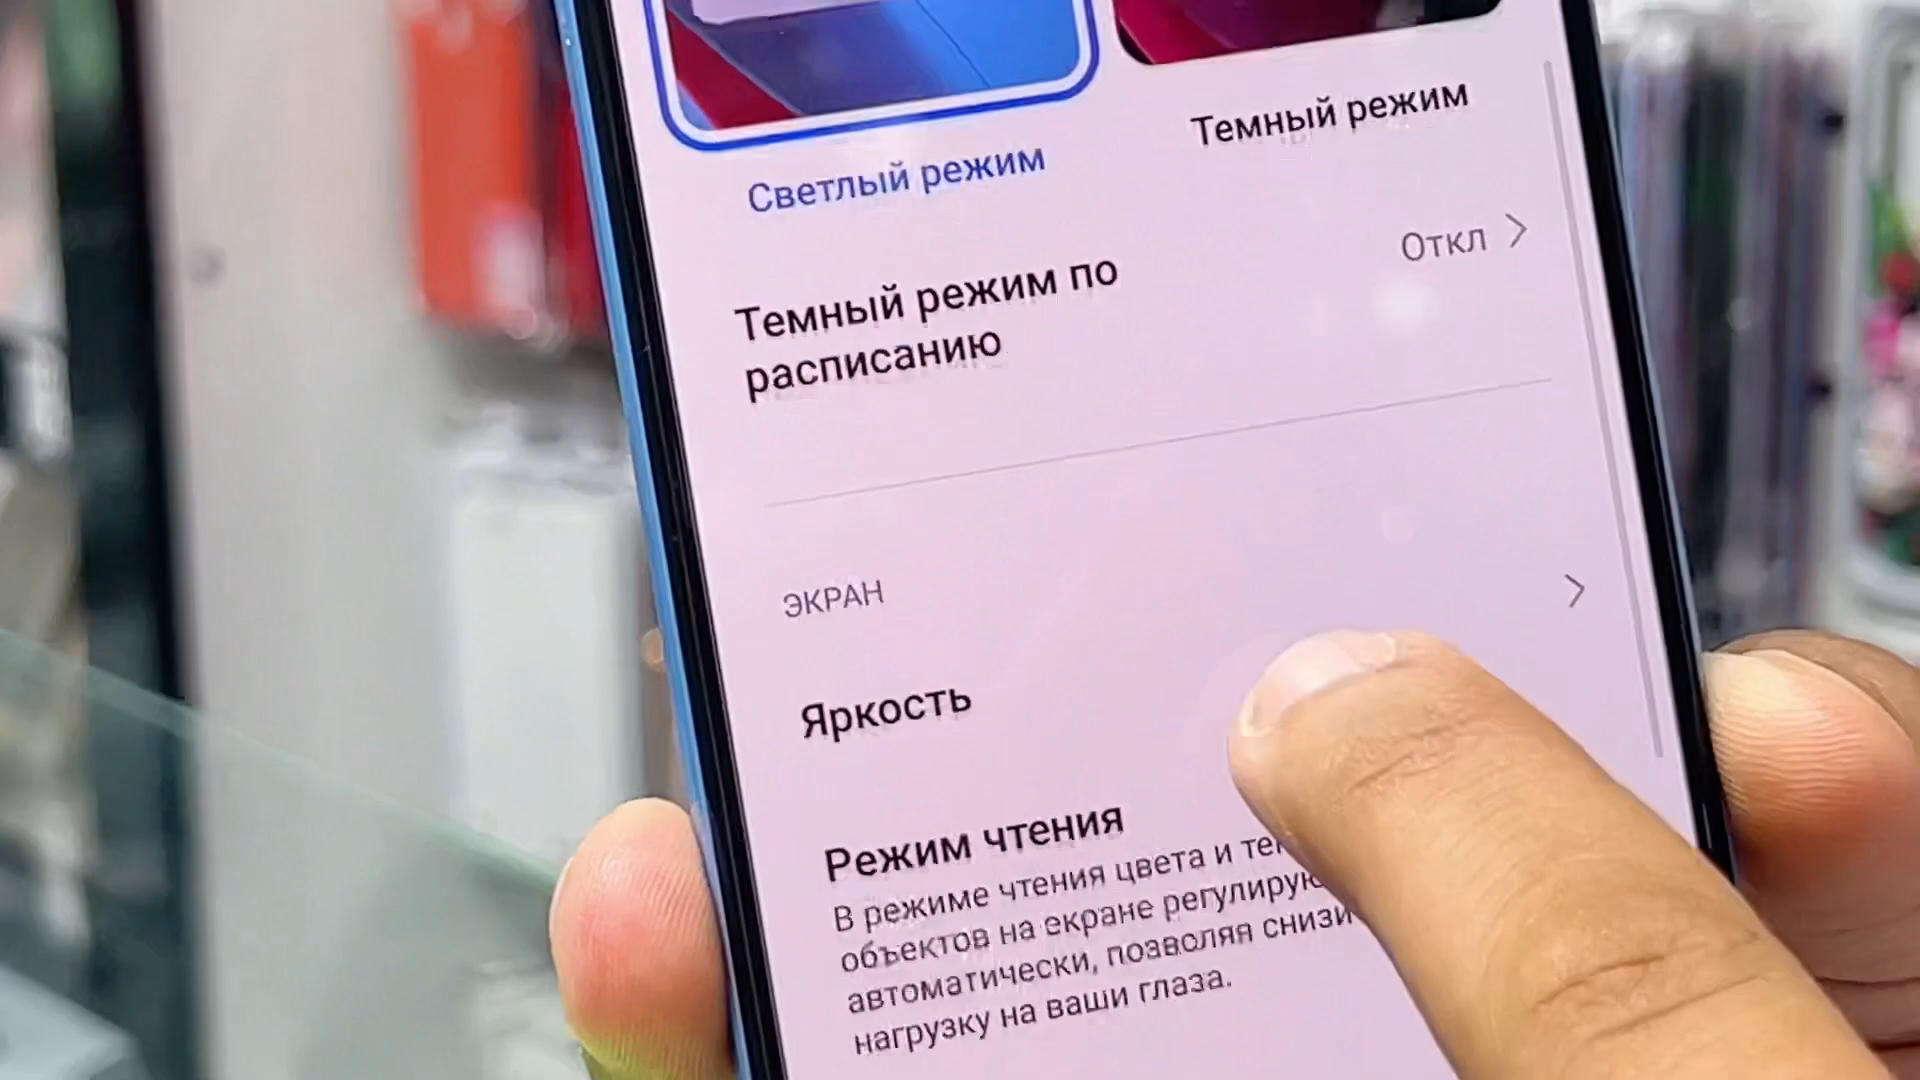 Светлый режим
Темный режим
Темный режим по
расписанию
Откл
ЭКРАН
Яркость
Режим чтения
В режиме чтения цвета и
объектов на екране
автоматически, позволяя
нагрузку на ваши глаза.